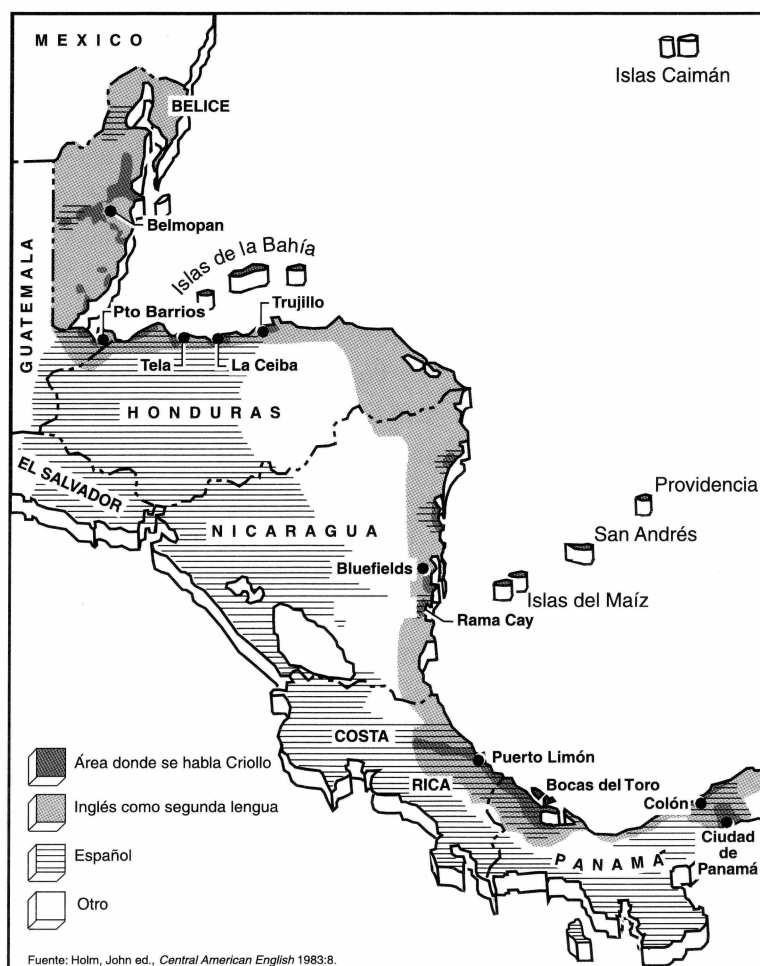 MEXICO
Islas Caimán
BELICE
Belmopan
GUATEMALA
Islas de la Bahía
Pto Barrios
Trujillo
Tela
La Ceiba
HONDURAS
EL SALVADOR
Providencia
NICARAGUA
San Andrés
Bluefields
Islas del Maíz
Rama Cay
COSTA
RICA
Puerto Limón
Bocas del Toro
Colón
Ciudad
de
Panamá
PANAMÁ
Área donde se habla Criollo
Inglés como segunda lengua
Español
Otro
Fuente: Holm, John ed., Central American English 1983:8.